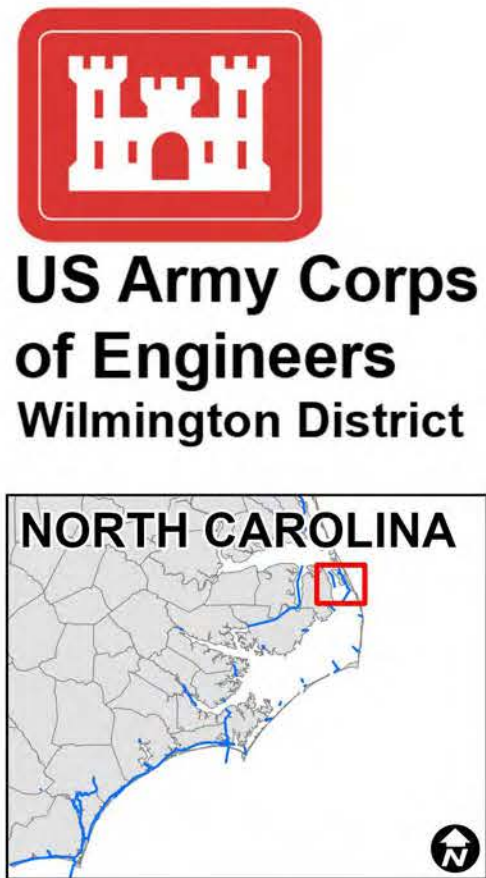 US Army Corps
of Engineers
Wilmington District
NORTH CAROLINA
N